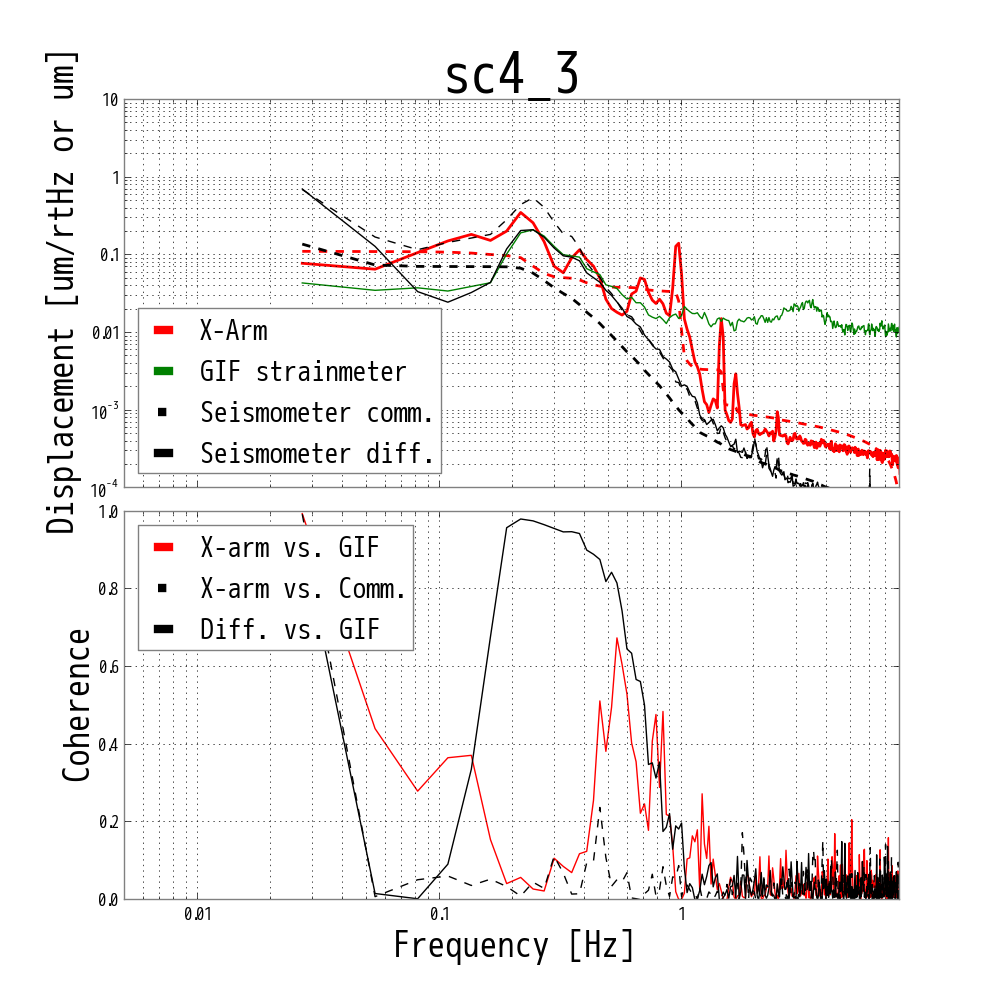 sc4_3
Displacement [um/rtHz or um]
10
1
0.1
0.01
10^-3
10^-4
X-Arm
GIF strainmeter
Seismometer comm.
Seismometer diff.
Coherence
1.0
0.8
0.6
0.4
0.2
0.0
X-arm vs. GIF
X-arm vs. Comm.
Diff. vs. GIF
0.01 0.1 1
Frequency [Hz]